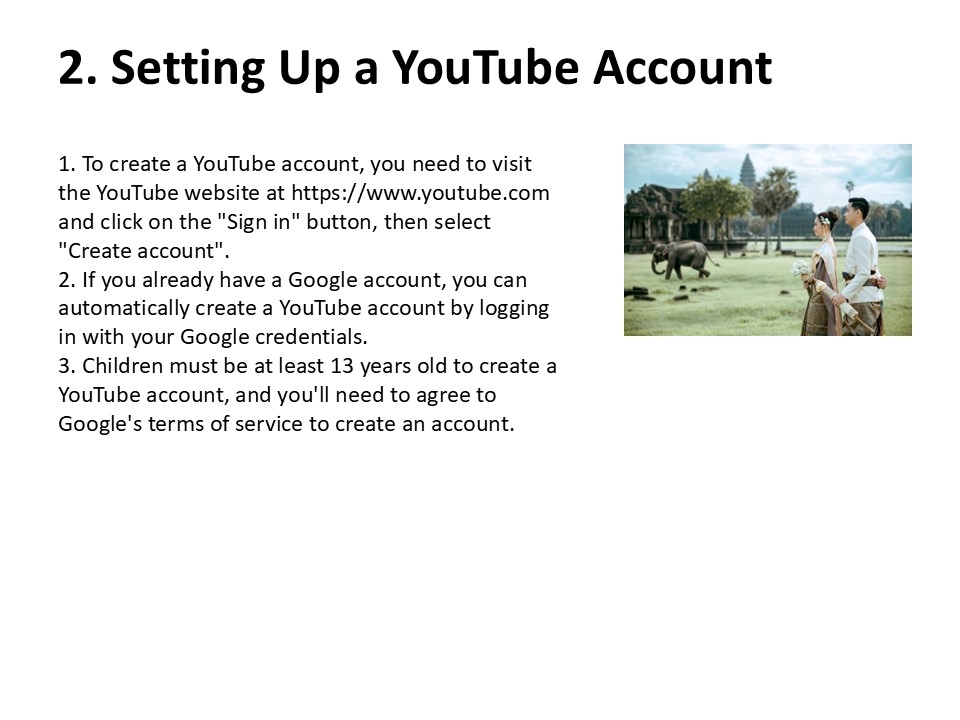 2. Setting Up a YouTube Account
1. To create a YouTube account, you need to visit
the YouTube website at https://www.youtube.com
and click on the "Sign in" button, then select
"Create account".
2. If you already have a Google account, you can
automatically create a YouTube account by logging
in with your Google credentials.
3. Children must be at least 13 years old to create a
YouTube account, and you'll need to agree to
Google's terms of service to create an account.